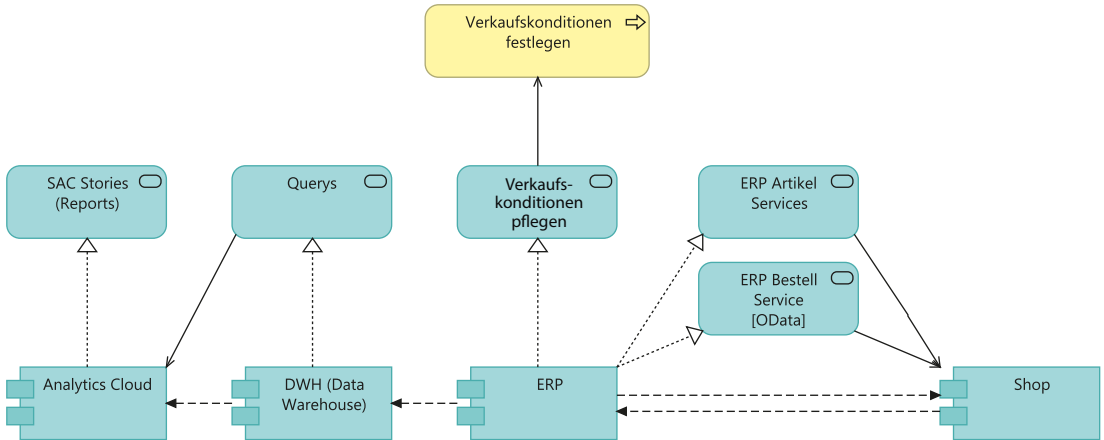 Verkaufskonditionen
festlegen
SAC Stories
(Reports)
Querys
Verkaufs-
konditionen
pflegen
ERP Artikel
Services
ERP Bestell
Service
[OData]
Analytics Cloud
DWH (Data
Warehouse)
ERP
Shop